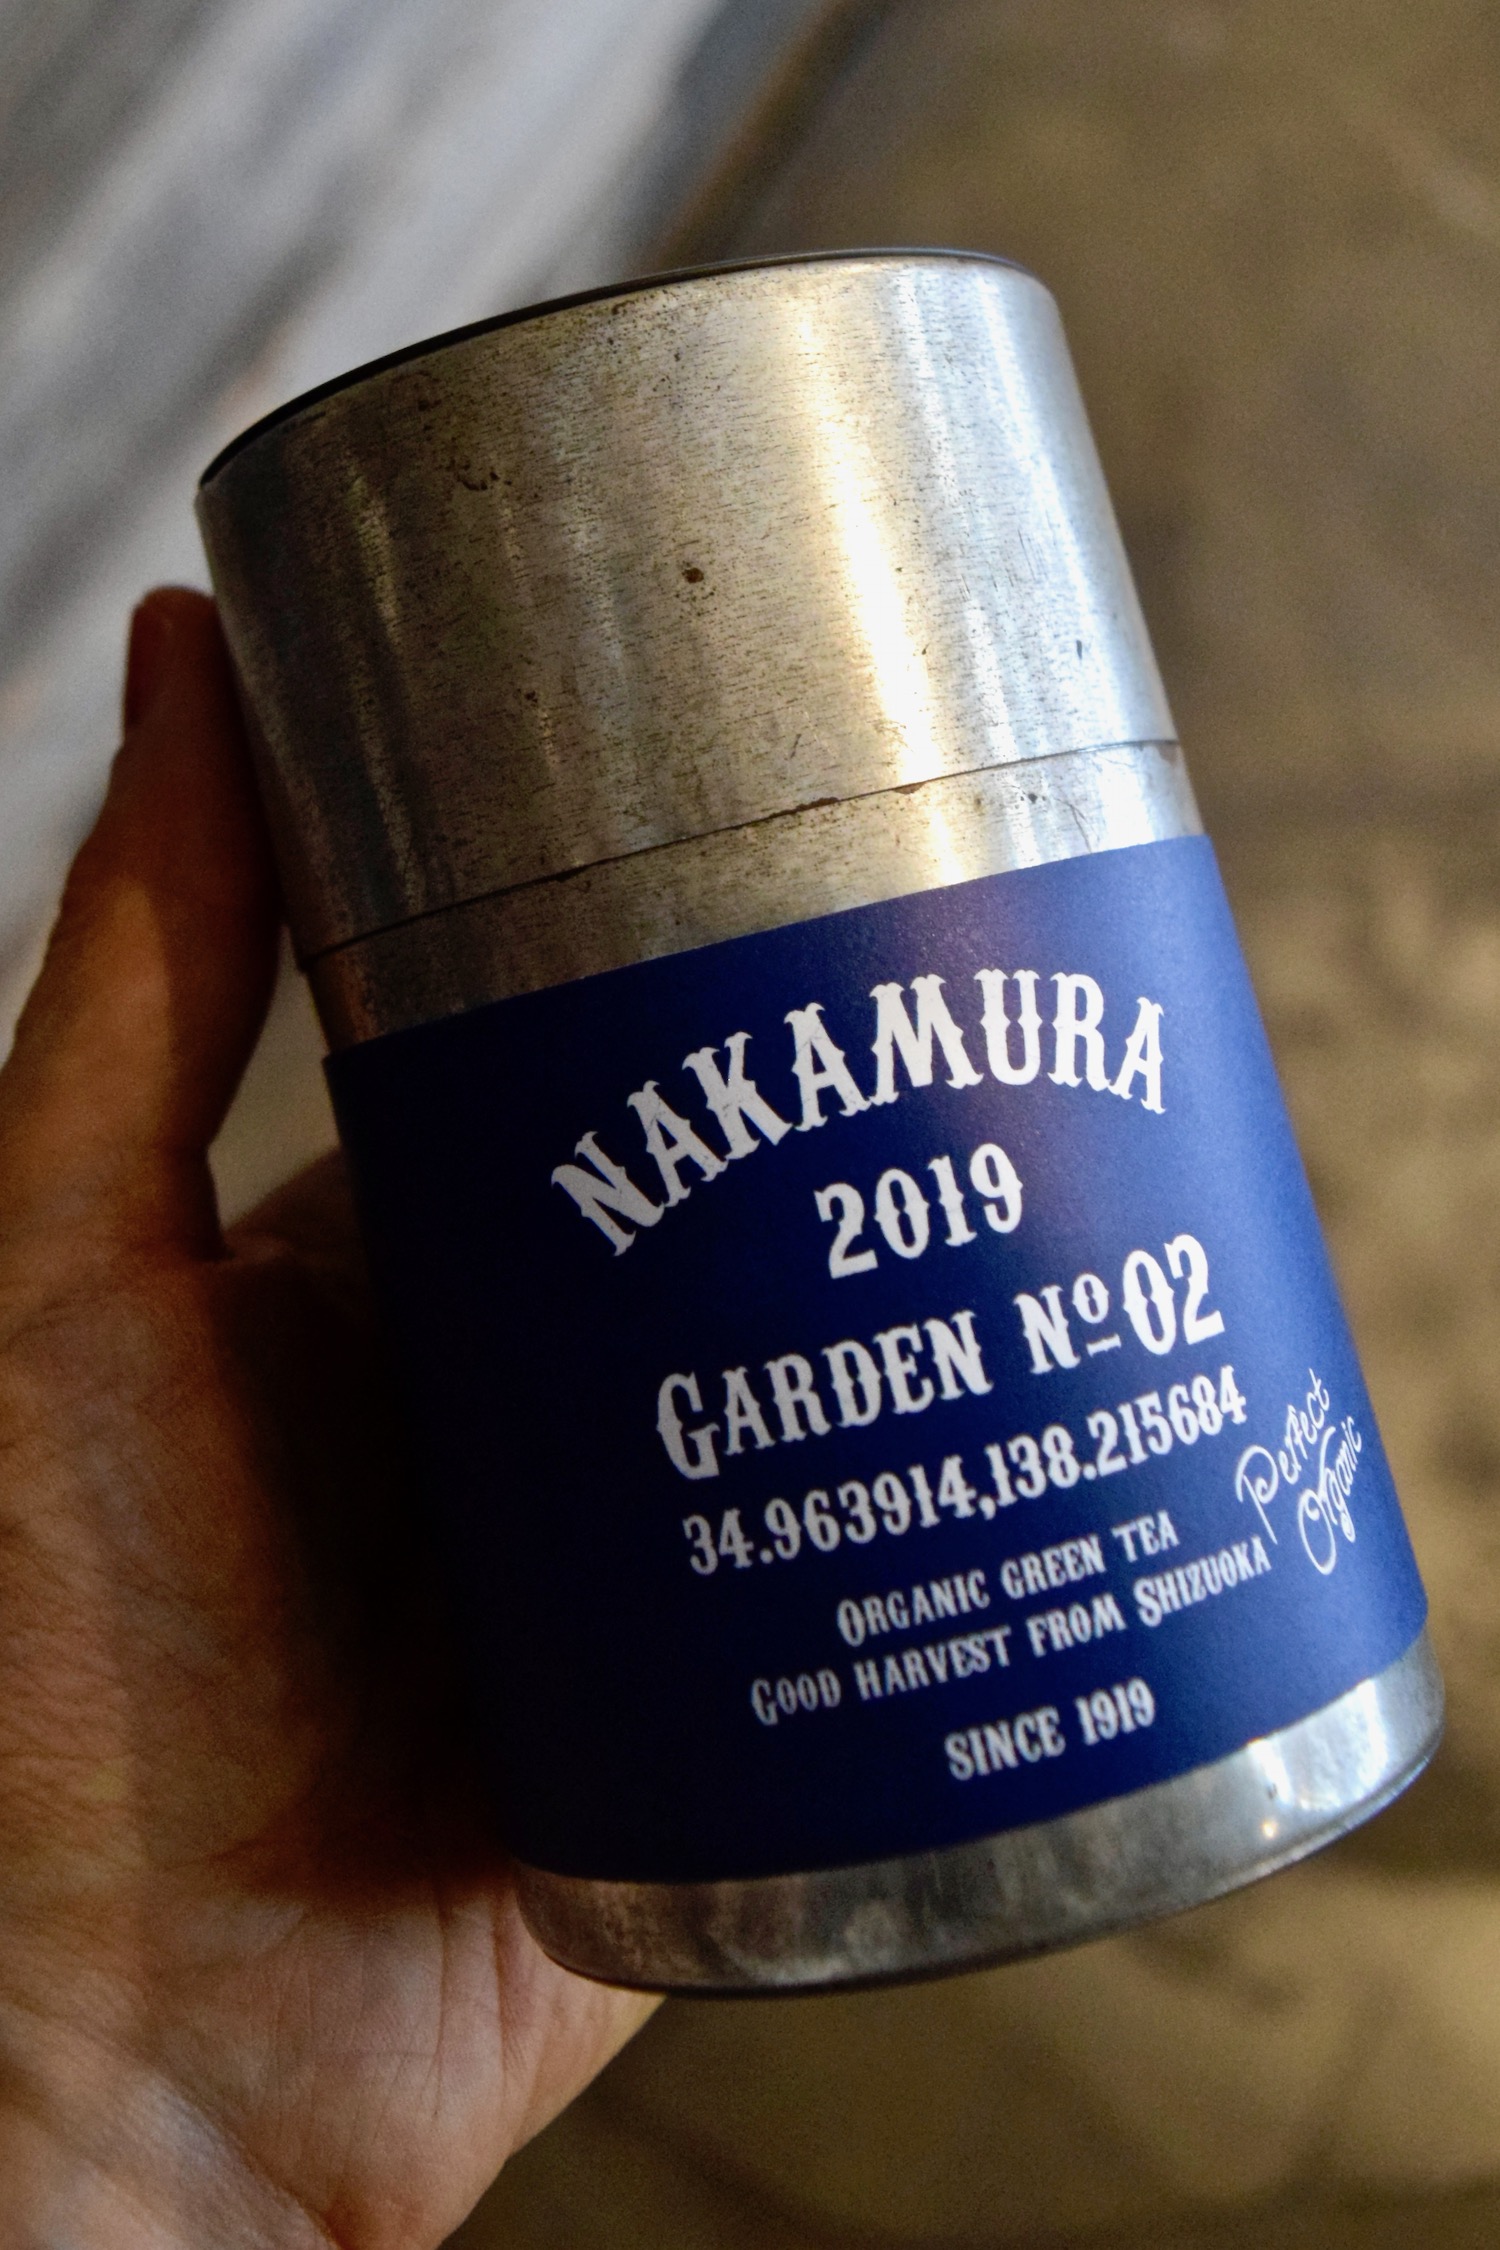 NAKAMURA
2019
GARDEN Nº 02
34.963914,138.215684
Perfect
Organic
ORGANIC GREEN TEA
GOOD HARVEST FROM SHIZUOKA
SINCE 1919